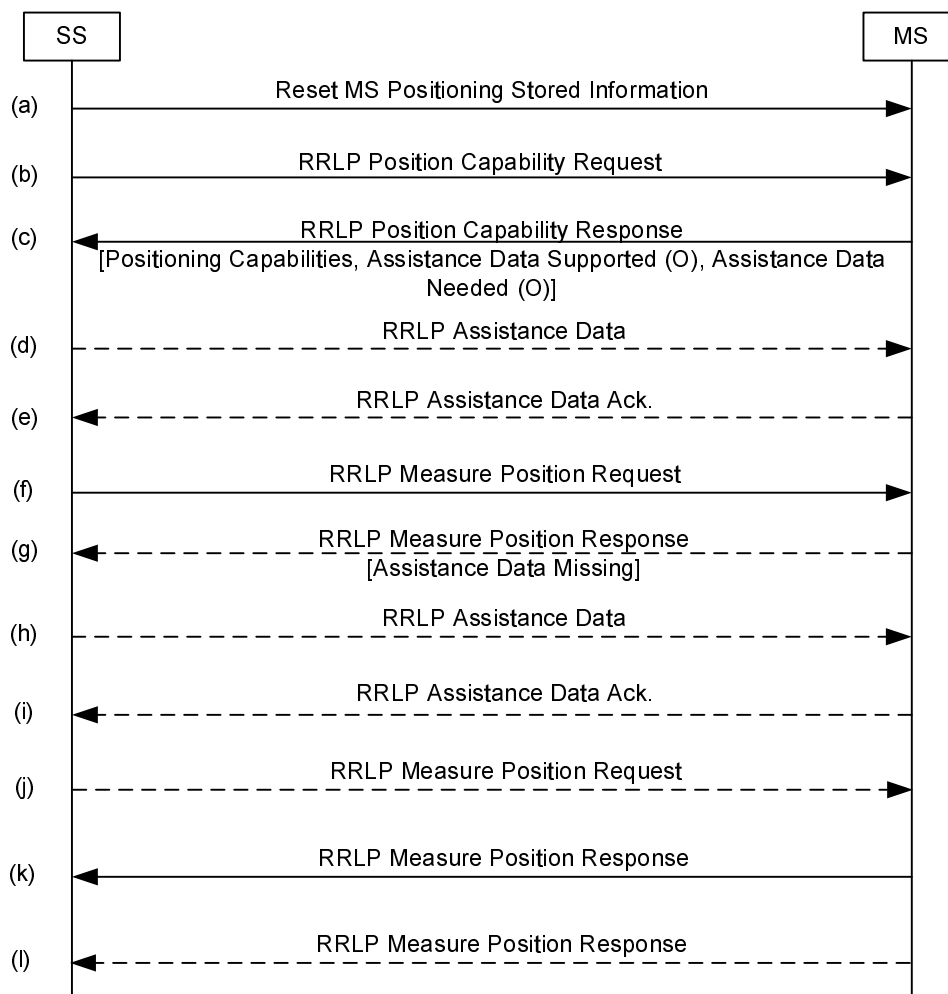 SS
MS
(a)
Reset MS Positioning Stored Information
(b)
RRLP Position Capability Request
(c)
RRLP Position Capability Response
[Positioning Capabilities, Assistance Data Supported (O), Assistance Data
Needed (O)]
(d)
RRLP Assistance Data
(e)
RRLP Assistance Data Ack.
(f)
RRLP Measure Position Request
(g)
RRLP Measure Position Response
[Assistance Data Missing]
(h)
RRLP Assistance Data
(i)
RRLP Assistance Data Ack.
(j)
RRLP Measure Position Request
(k)
RRLP Measure Position Response
(l)
RRLP Measure Position Response